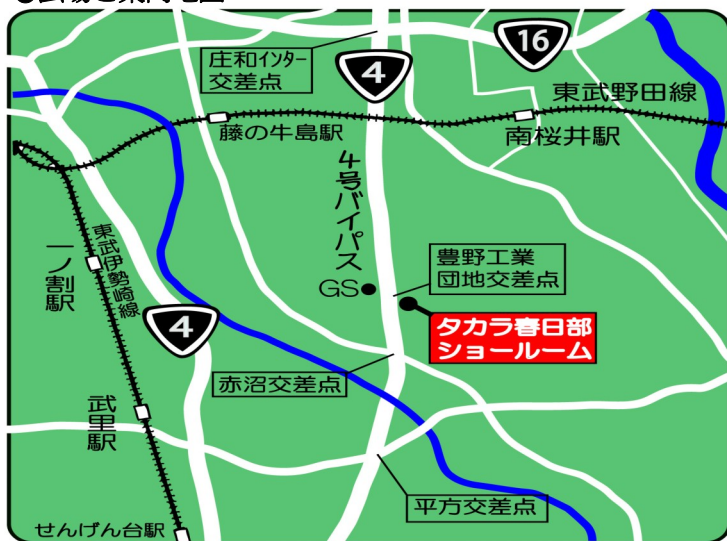 庄和インター
交差点
4
16
東武野田線
藤の牛島駅
南桜井駅
4号バイパス
豊野工業
団地交差点
GS
タカラ春日部
ショールーム
一ノ割駅
東武伊勢崎線
4
赤沼交差点
武里駅
平方交差点
せんげん台駅